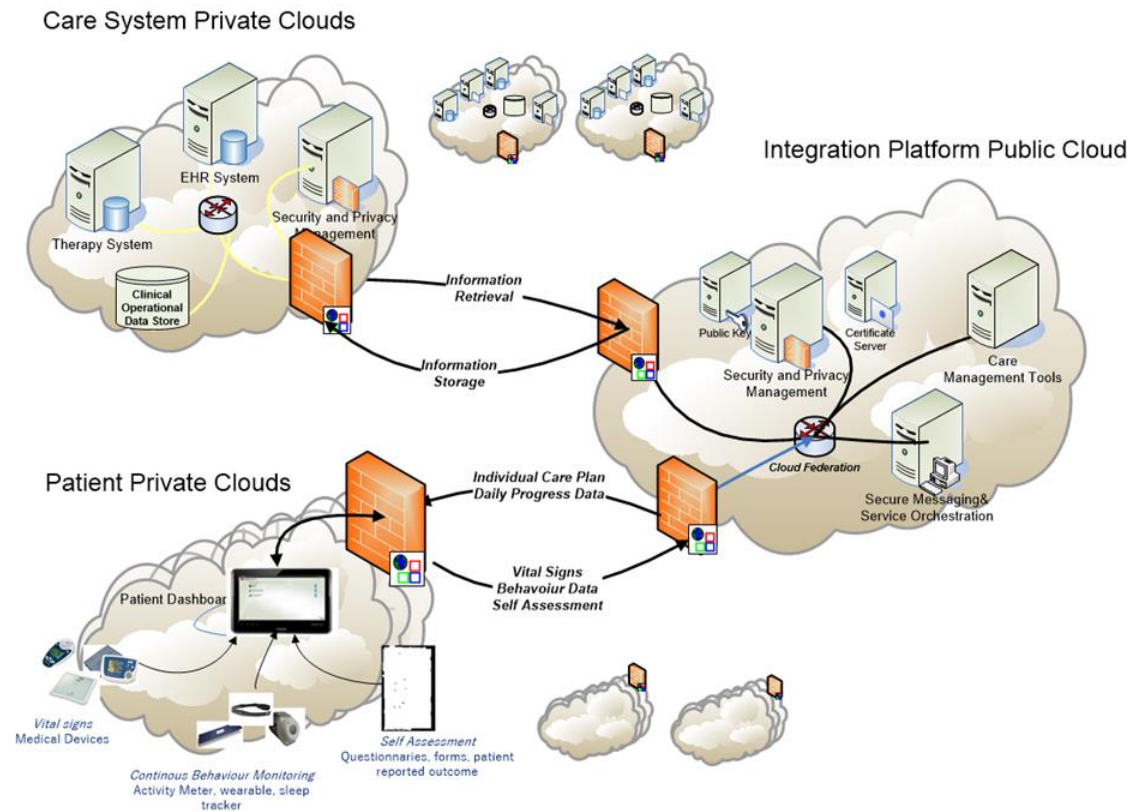 Care System Private Clouds
EHR System
Therapy System
Security and Privacy
Management
Clinical
Operational
Data Store
Information
Retrieval
Information
Storage
Integration Platform Public Cloud
Public Key
Certificate
Server
Security and Privacy
Management
Care
Management Tools
Cloud Federation
Secure Messaging&
Service Orchestration
Patient Private Clouds
Individual Care Plan
Daily Progress Data
Vital Signs
Behavoiur Data
Self Assessment
Patient Dashboar
Vital signs
Medical Devices
Continous Behaviour Monitoring
Activity Meter, wearable, sleep
tracker
Self Assessment
Questionnaries, forms, patient
reported outcome